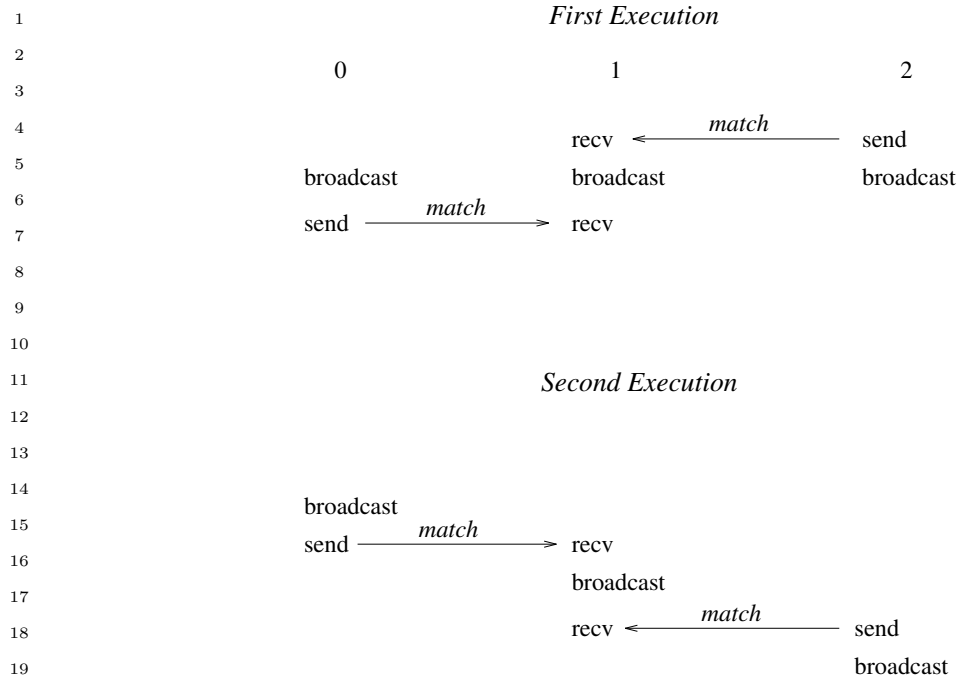 1 First Execution
2
0 1 2
3
4 match
recv send
5 broadcast broadcast broadcast
6 match
7 send recv
8
9
10
11 Second Execution
12
13
14 broadcast
15 match
send recv
16
17 broadcast
match
18 recv send
19 broadcast